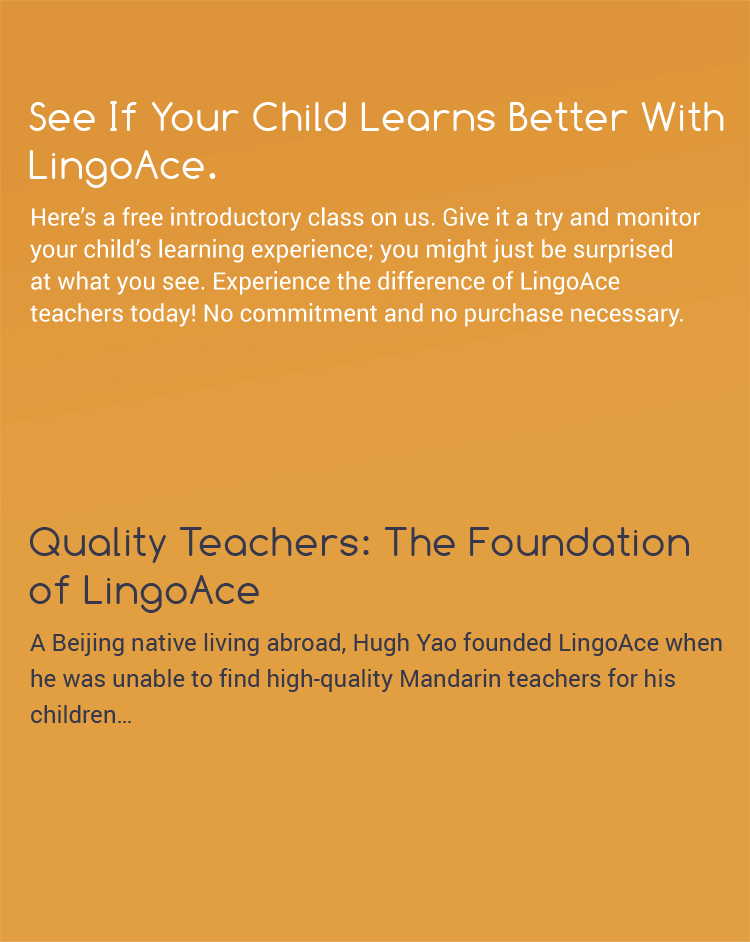 See If Your Child Learns Better With
LingoAce.
Here’s a free introductory class on us. Give it a try and monitor
your child’s learning experience; you might just be surprised
at what you see. Experience the difference of LingoAce
teachers today! No commitment and no purchase necessary.
Quality Teachers: The Foundation
of LingoAce
A Beijing native living abroad, Hugh Yao founded LingoAce when
he was unable to find high-quality Mandarin teachers for his
children…